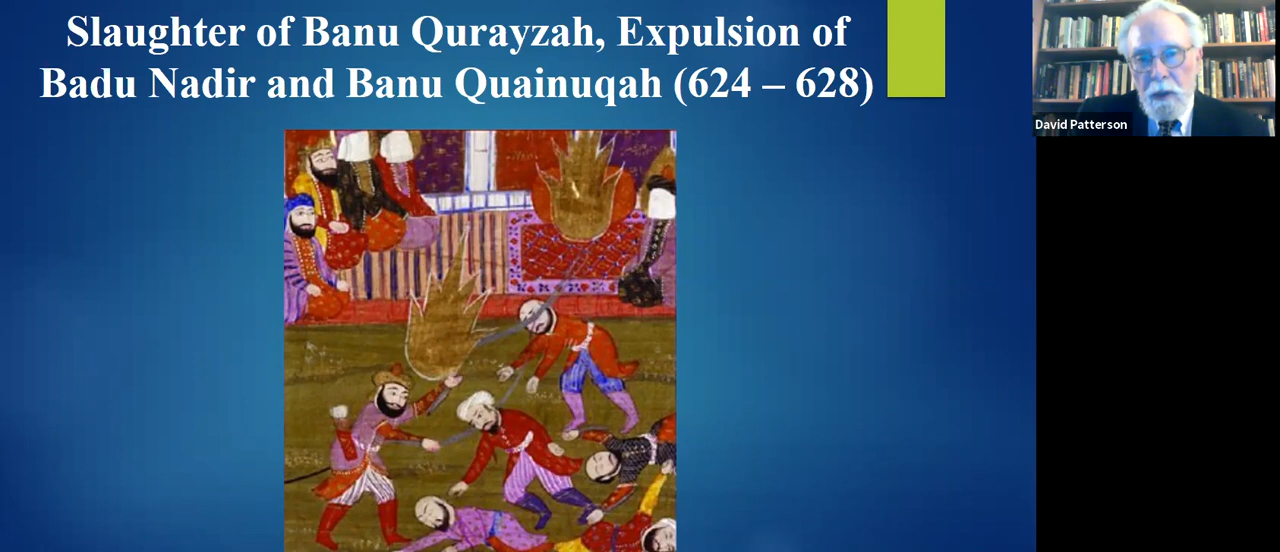 Slaughter of Banu Qurayzah, Expulsion of
Badu Nadir and Banu Quainuqah (624 – 628)
David Patterson